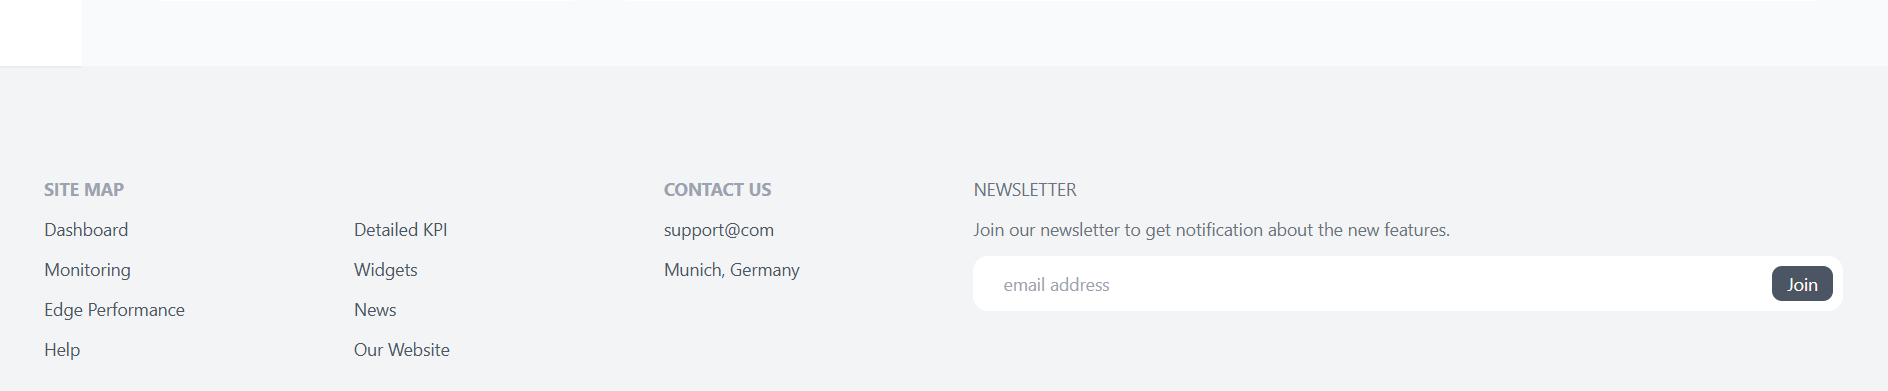 SITE MAP
Dashboard
Monitoring
Edge Performance
Help
Detailed KPI
Widgets
News
Our Website
CONTACT US
support@com
Munich, Germany
NEWSLETTER
Join our newsletter to get notification about the new features.
email address
Join